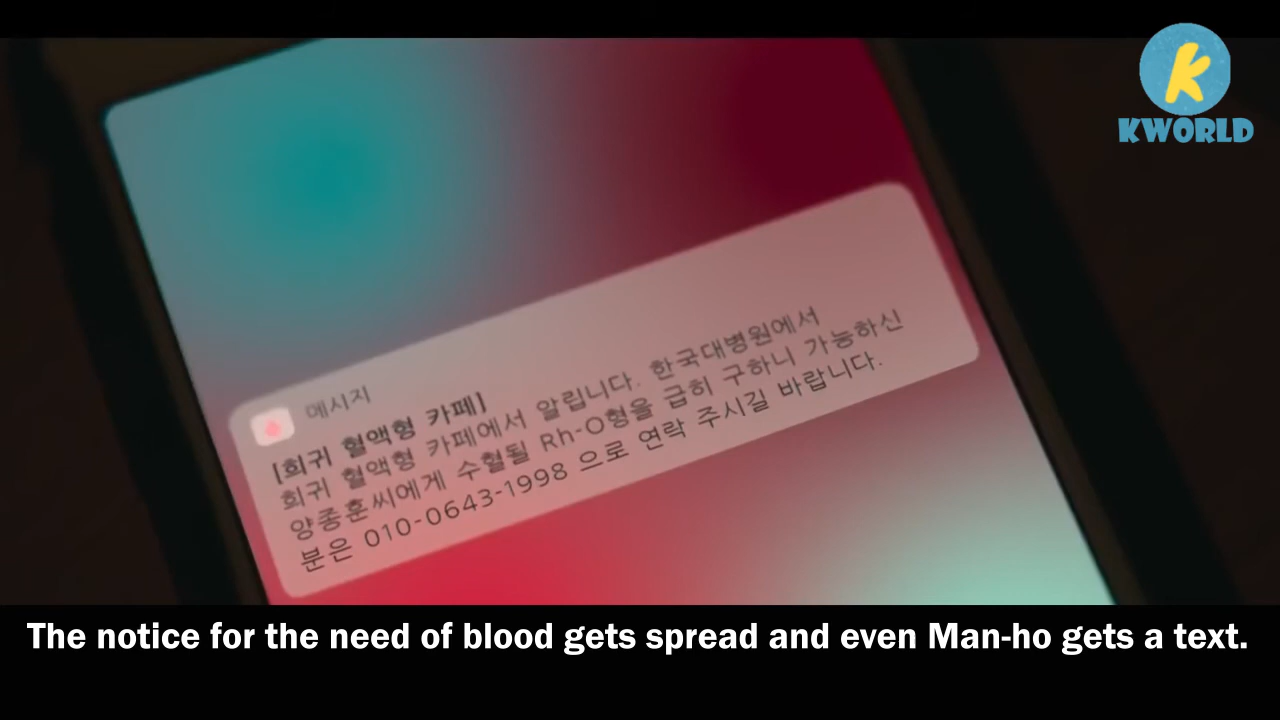 K
KWORLD
메시지
[희귀 혈액형 카페]
희귀 혈액형 카페에서 알립니다. 한국대병원에서
양종훈씨에게 수혈될 Rh-O형을 급히 구하니 가능하신
분은 010-0643-1998 으로 연락 주시길 바랍니다.
The notice for the need of blood gets spread and even Man-ho gets a text.